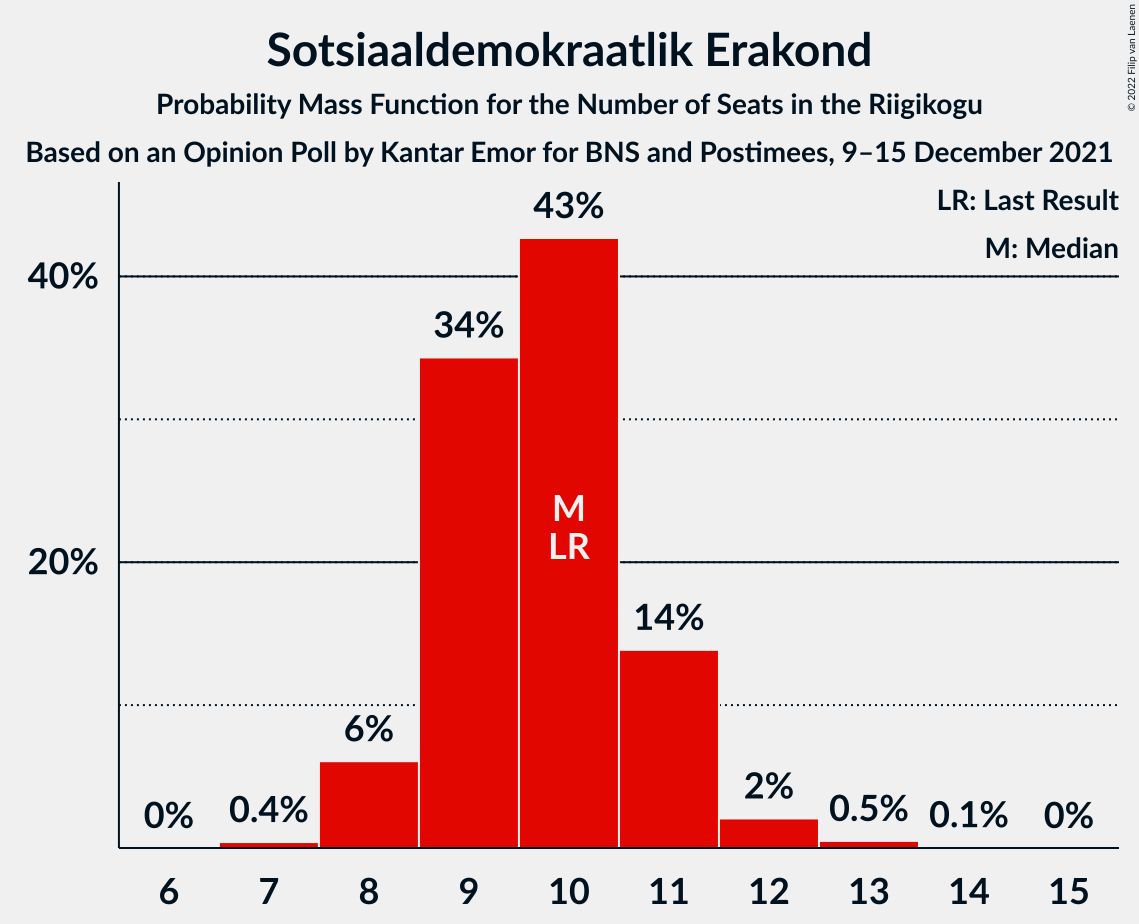 Sotsiaaldemokraatlik Erakond
Probability Mass Function for the Number of Seats in the Riigikogu
Based on an Opinion Poll by Kantar Emor for BNS and Postimees, 9–15 December 2021
© 2022 Filip van Laenen
LR: Last Result
M: Median
40%
20%
0%
0.4%
6%
34%
43%
14%
2%
0.5%
0.1%
0%
M
LR
6 7 8 9 10 11 12 13 14 15